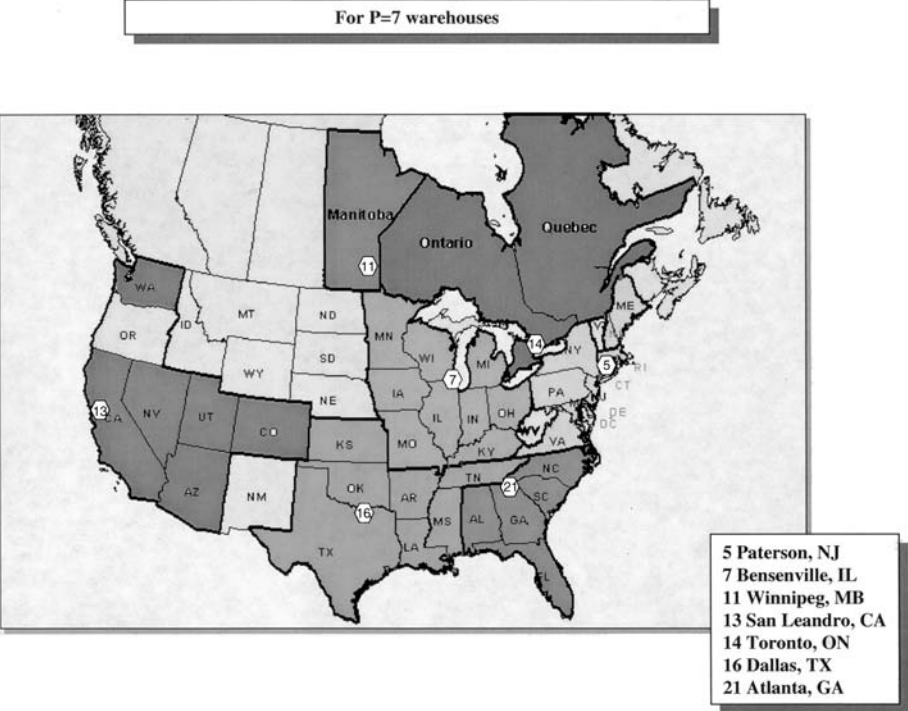 For P=7 warehouses
Manitoba
Ontario
Quebec
11
WA
MT
ND
MN
ME
OR
ID
SD
WI
MI
14
NY
5
RI
WY
7
IA
PA
CT
NJ
NE
13
CA
NV
UT
CO
IL
IN
OH
DE
DC
WV
VA
KS
MO
KY
AZ
NM
OK
AR
TN
NC
21
SC
16
MS
AL
GA
TX
LA
FL
5 Paterson, NJ
7 Bensenville, IL
11 Winnipeg, MB
13 San Leandro, CA
14 Toronto, ON
16 Dallas, TX
21 Atlanta, GA